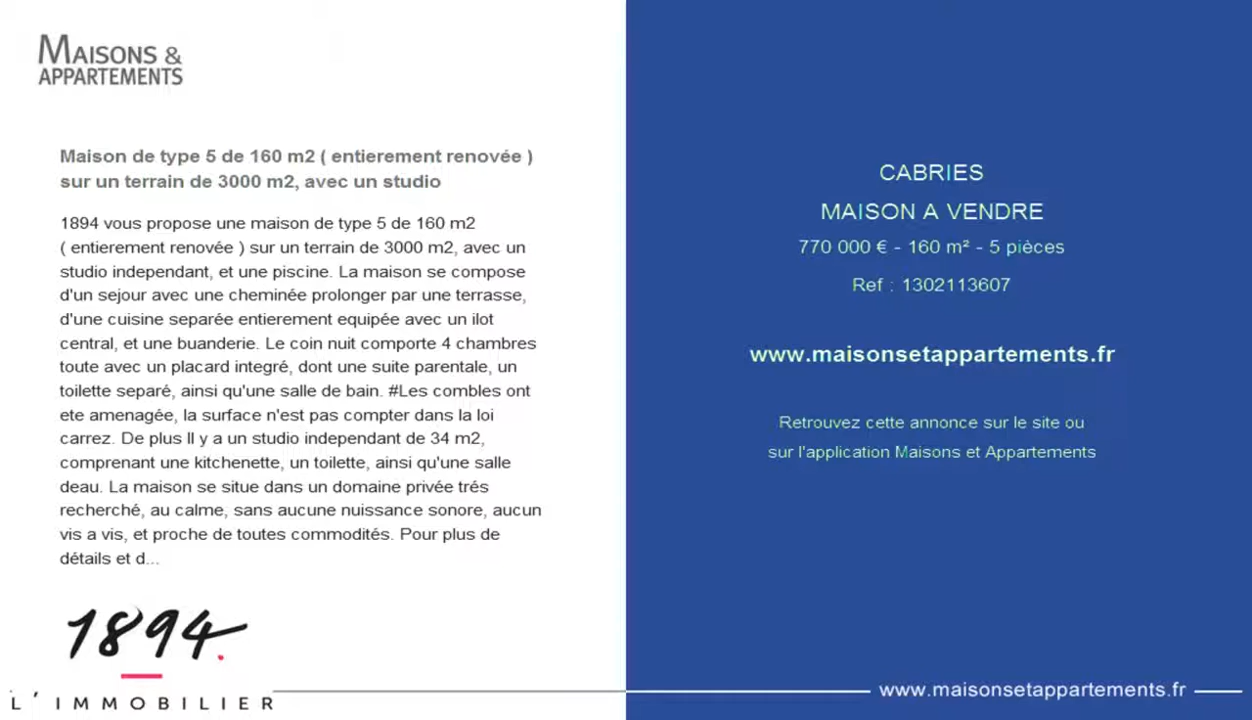 MAISONS &
APPARTEMENTS
Maison de type 5 de 160 m2 ( entierement renovée )
sur un terrain de 3000 m2, avec un studio
1894 vous propose une maison de type 5 de 160 m2
( entierement renovée ) sur un terrain de 3000 m2, avec un
studio independant, et une piscine. La maison se compose
d'un sejour avec une cheminée prolonger par une terrasse,
d'une cuisine separée entierement equipée avec un ilot
central, et une buanderie. Le coin nuit comporte 4 chambres
toute avec un placard integré, dont une suite parentale, un
toilette separé, ainsi qu'une salle de bain. #Les combles ont
ete amenagée, la surface n'est pas compter dans la loi
carrez. De plus Il y a un studio independant de 34 m2,
comprenant une kitchenette, un toilette, ainsi qu'une salle
deau. La maison se situe dans un domaine privée trés
recherché, au calme, sans aucune nuissance sonore, aucun
vis a vis, et proche de toutes commodités. Pour plus de
détails et d...
1894.
L'IMMOBILIER
CABRIES
MAISON A VENDRE
770 000 € - 160 m² - 5 pièces
Ref : 1302113607
www.maisonsetappartements.fr
Retrouvez cette annonce sur le site ou
sur l'application Maisons et Appartements
www.maisonsetappartements.fr